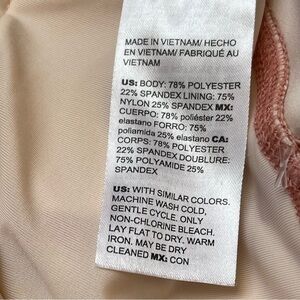 MADE IN VIETNAM/ HECHO
EN VIETNAM/ FABRIQUÉ AU
VIETNAM
US: BODY: 78% POLYESTER
22% SPANDEX LINING: 75%
NYLON 25% SPANDEX MX:
CUERPO: 78% poliéster 22%
elastano FORRO: 75%
poliamida 25% elastano CA:
CORPS: 78% POLYESTER
22% SPANDEX DOUBLURE:
75% POLYAMIDE 25%
SPANDEX
US: WITH SIMILAR COLORS.
MACHINE WASH COLD,
GENTLE CYCLE. ONLY
NON-CHLORINE BLEACH.
LAY FLAT TO DRY. WARM
IRON. MAY BE DRY
CLEANED MX: CON